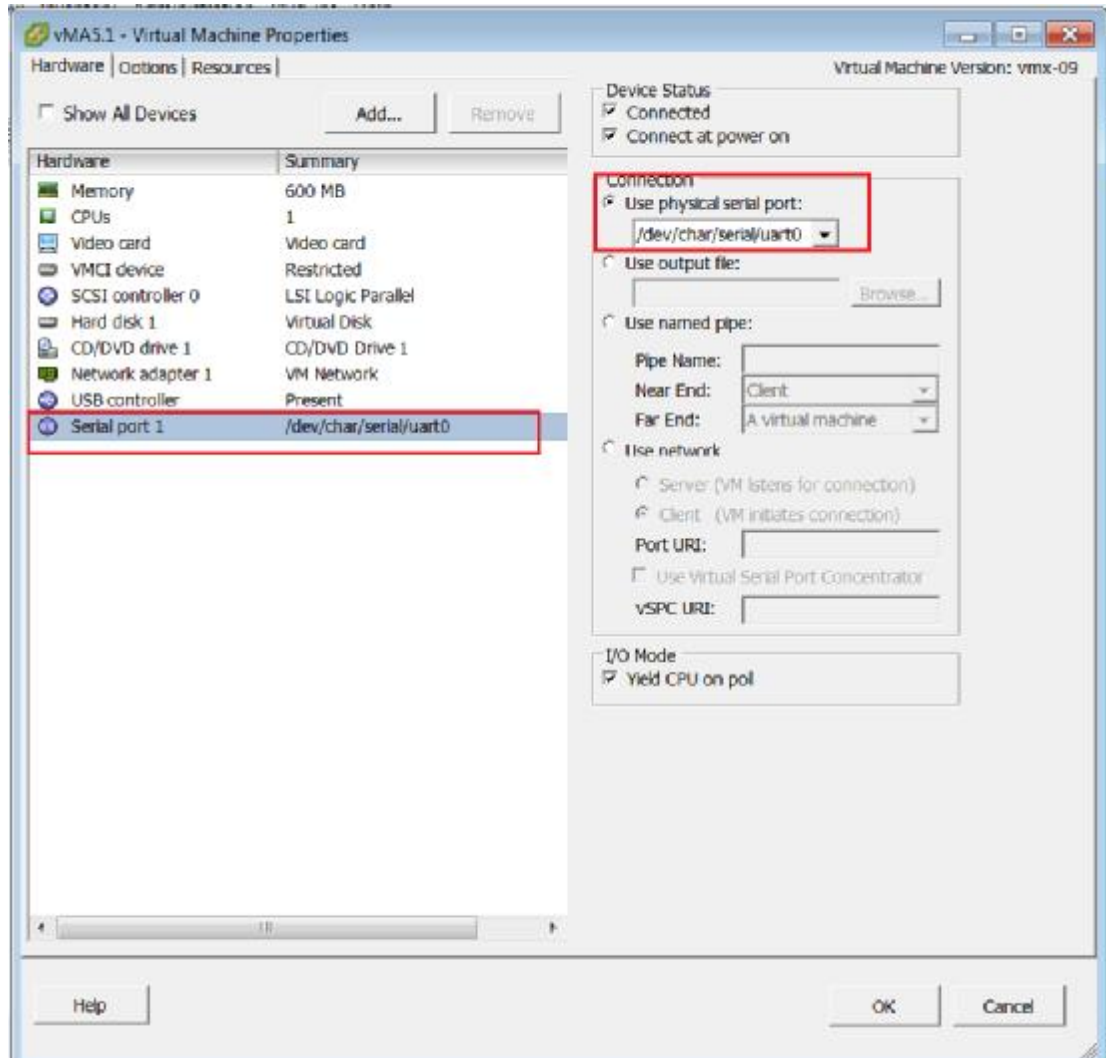 vMA5.1 - Virtual Machine Properties
Hardware Options Resources
Virtual Machine Version: vmx-09
Show All Devices
Add...
Remove
Hardware Summary
Memory 600 MB
CPUs 1
Video card Video card
VMCI device Restricted
SCSI controller 0 LSI Logic Parallel
Hard disk 1 Virtual Disk
CD/DVD drive 1 CD/DVD Drive 1
Network adapter 1 VM Network
USB controller Present
Serial port 1 /dev/char/serial/uart0
Device Status
Connected
Connect at power on
Connection
Use physical serial port:
/dev/char/serial/uart0
Use output file:
Browse...
Use named pipe:
Pipe Name:
Near End: Client
Far End: A virtual machine
Use network
Server (VM listens for connection)
Client (VM initiates connection)
Port URI:
Use Virtual Serial Port Concentrator
vSPC URI:
I/O Mode
Yield CPU on poll
Help
OK
Cancel